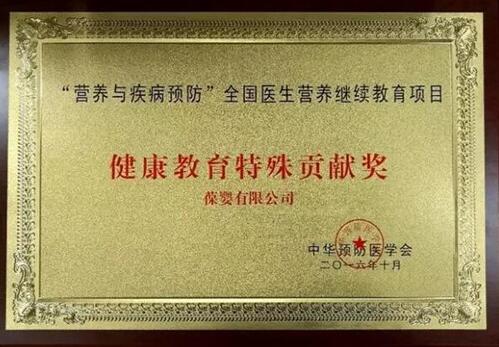 “营养与疾病预防”全国医生营养继续教育项目
健康教育特殊贡献奖
葆婴有限公司
中华预防医学会
二〇一六年十月